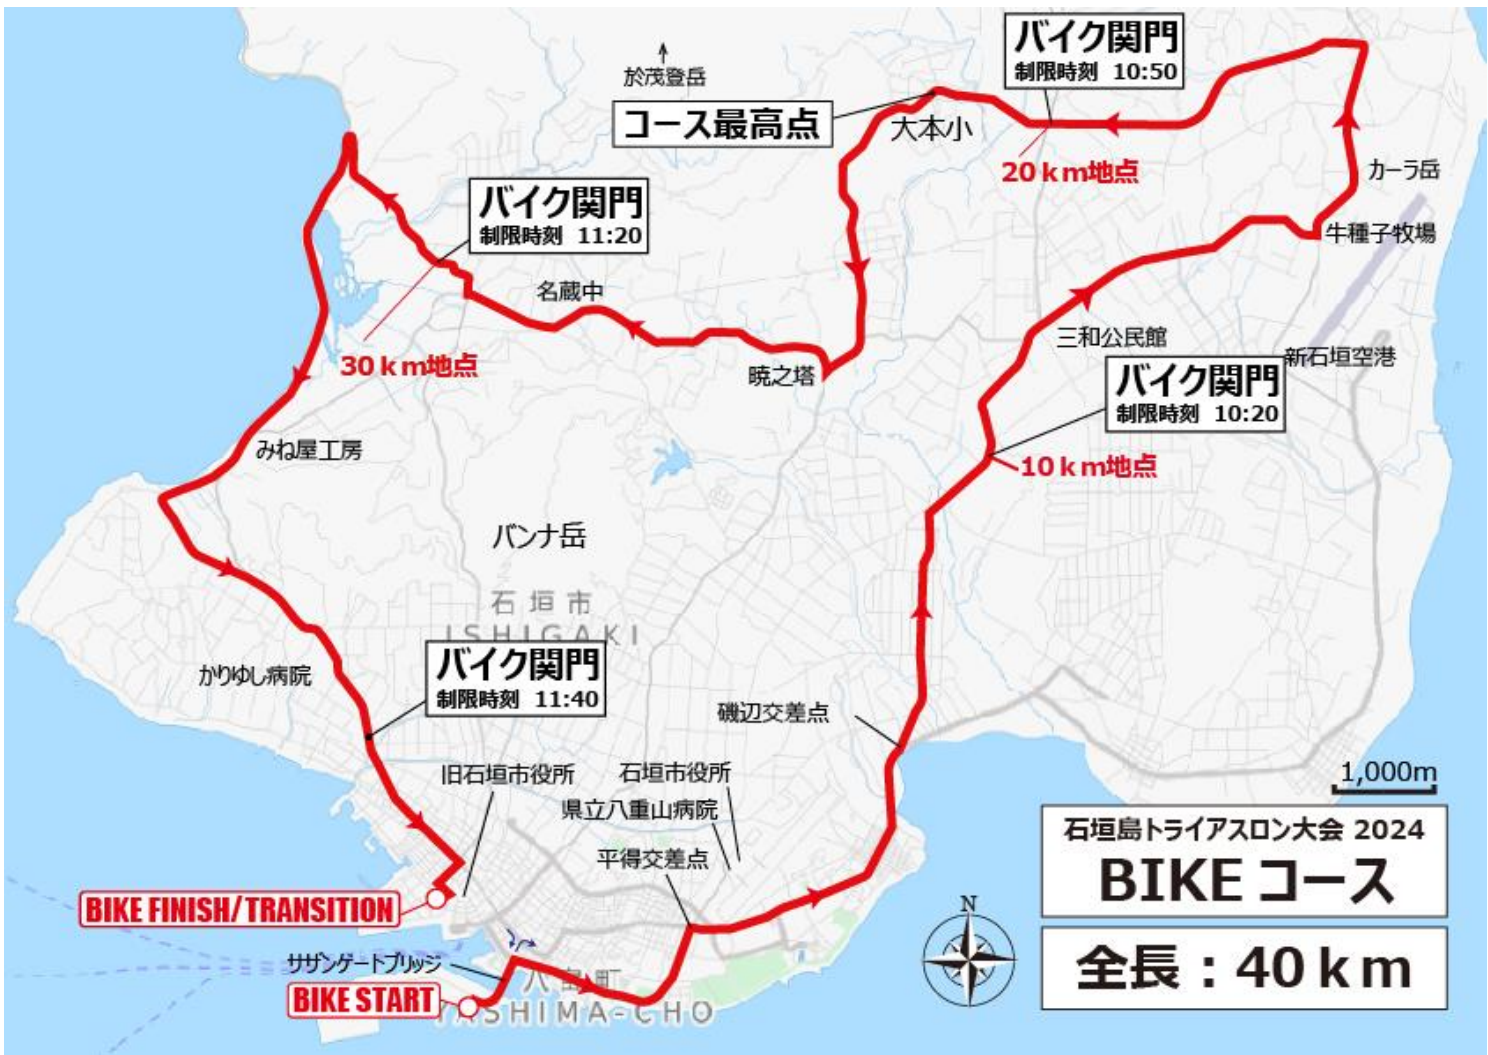 バイク関門
制限時刻 10:50
於茂登岳
コース最高点
大本小
20km地点
カーラ岳
バイク関門
制限時刻 11:20
牛種子牧場
名蔵中
三和公民館
30km地点
新石垣空港
暁之塔
バイク関門
制限時刻 10:20
みね屋工房
10km地点
バンナ岳
石垣市
ISHIGAKI
かりゆし病院
バイク関門
制限時刻 11:40
磯辺交差点
旧石垣市役所
石垣市役所
1,000m
県立八重山病院
石垣島トライアスロン大会 2024
平得交差点
BIKE コース
BIKE FINISH/TRANSITION
N
サザンゲートブリッジ
全長：40km
八島町
BIKE START
YASHIMA-CHO